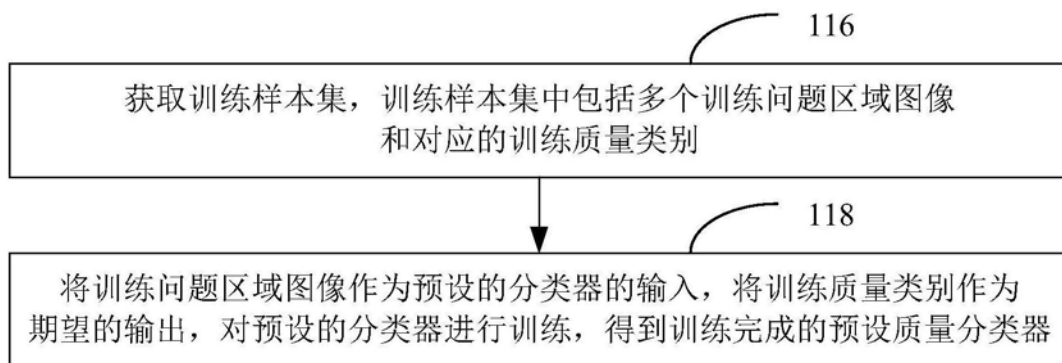 116
获取训练样本集，训练样本集中包括多个训练问题区域图像
和对应的训练质量类别
118
将训练问题区域图像作为预设的分类器的输入，将训练质量类别作为
期望的输出，对预设的分类器进行训练，得到训练完成的预设质量分类器